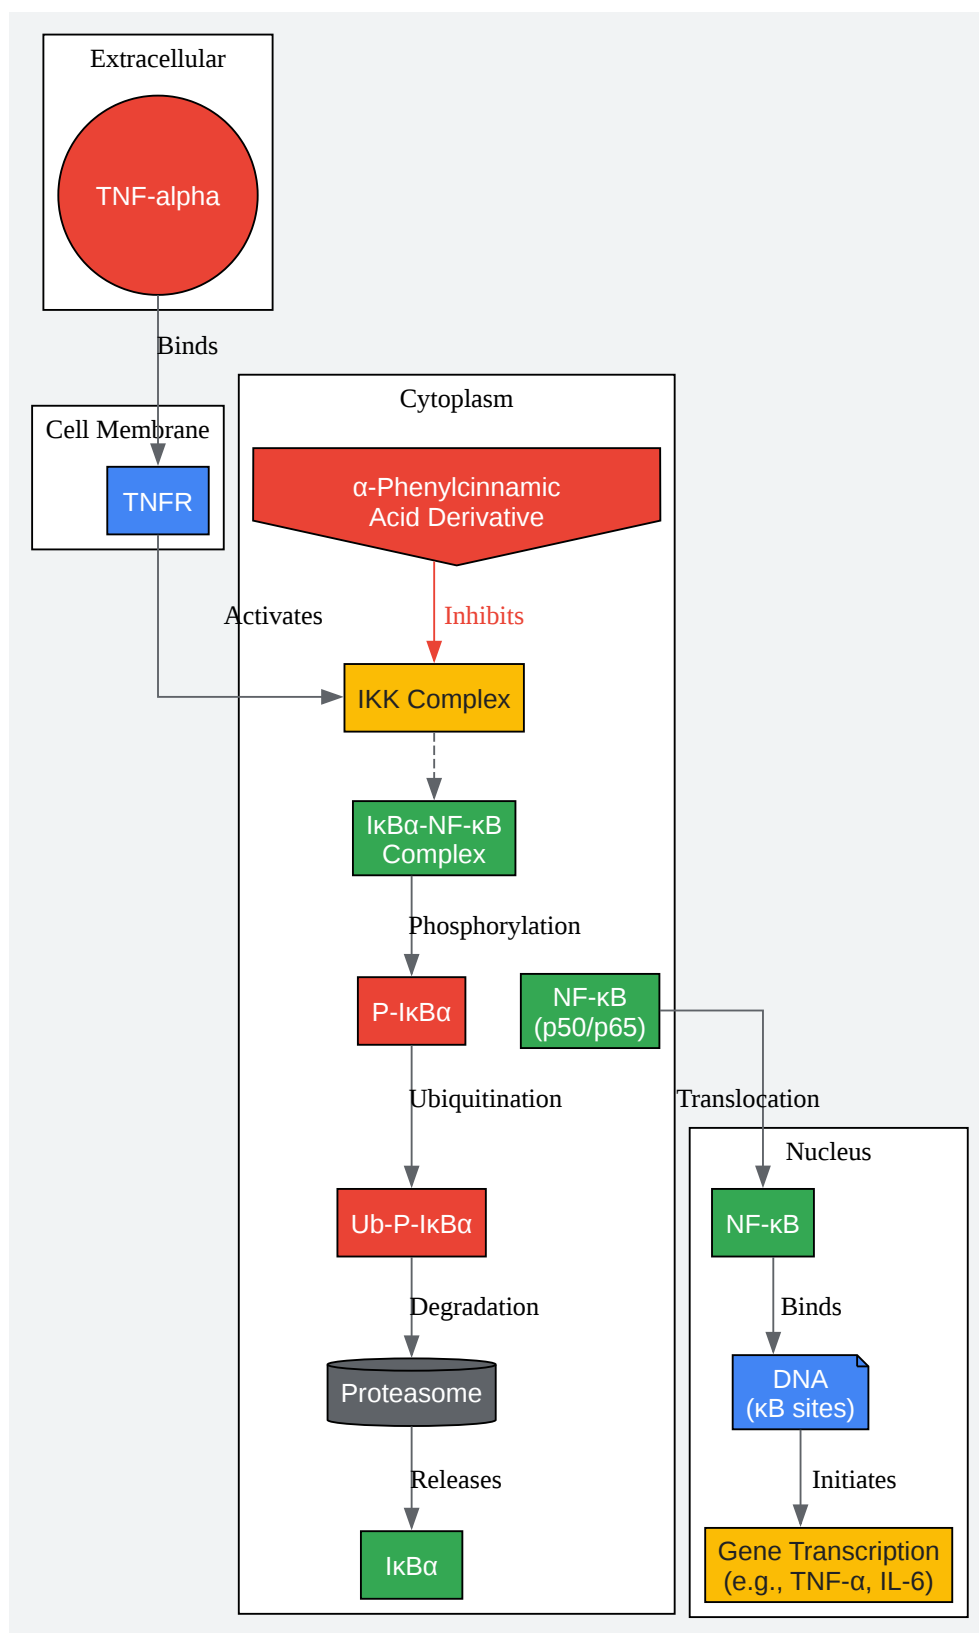 Extracellular
TNF-alpha
Binds
Cell Membrane
TNFR
Cytoplasm
α-Phenylcinnamic
Acid Derivative
Activates
Inhibits
IKK Complex
IκBα-NF-κB
Complex
Phosphorylation
P-IκBα
NF-κB
(p50/p65)
Ubiquitination
Translocation
Ub-P-IκBα
Nucleus
NF-κB
Degradation
Binds
Proteasome
DNA
(κB sites)
Releases
Initiates
IκBα
Gene Transcription
(e.g., TNF-α, IL-6)